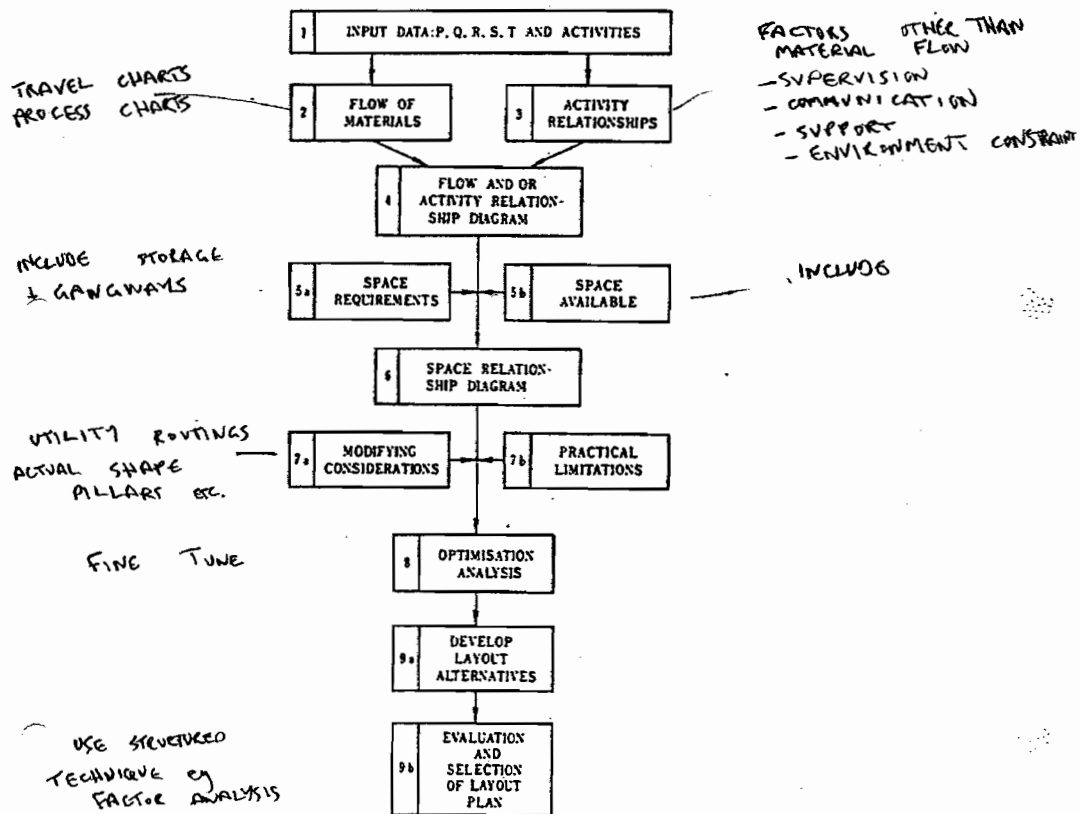 1 INPUT DATA: P. Q. R. S. T AND ACTIVITIES
FACTORS OTHER THAN
MATERIAL FLOW
- SUPERVISION
- COMMUNICATION
- SUPPORT
- ENVIRONMENT CONSTRAINT
TRAVEL CHARTS
PROCESS CHARTS
2 FLOW OF
MATERIALS
3 ACTIVITY
RELATIONSHIPS
4 FLOW AND OR
ACTIVITY RELATION-
SHIP DIAGRAM
INCLUDE STORAGE
& GANGWAYS
5a SPACE
REQUIREMENTS
5b SPACE
AVAILABLE
INCLUDE
6 SPACE RELATION-
SHIP DIAGRAM
UTILITY ROUTINGS
ACTUAL SHAPE
PILLARS ETC.
7a MODIFYING
CONSIDERATIONS
7b PRACTICAL
LIMITATIONS
FINE TUNE
8 OPTIMISATION
ANALYSIS
9a DEVELOP
LAYOUT
ALTERNATIVES
USE STRUCTURED
TECHNIQUE eg
FACTOR ANALYSIS
9b EVALUATION
AND
SELECTION
OF LAYOUT
PLAN